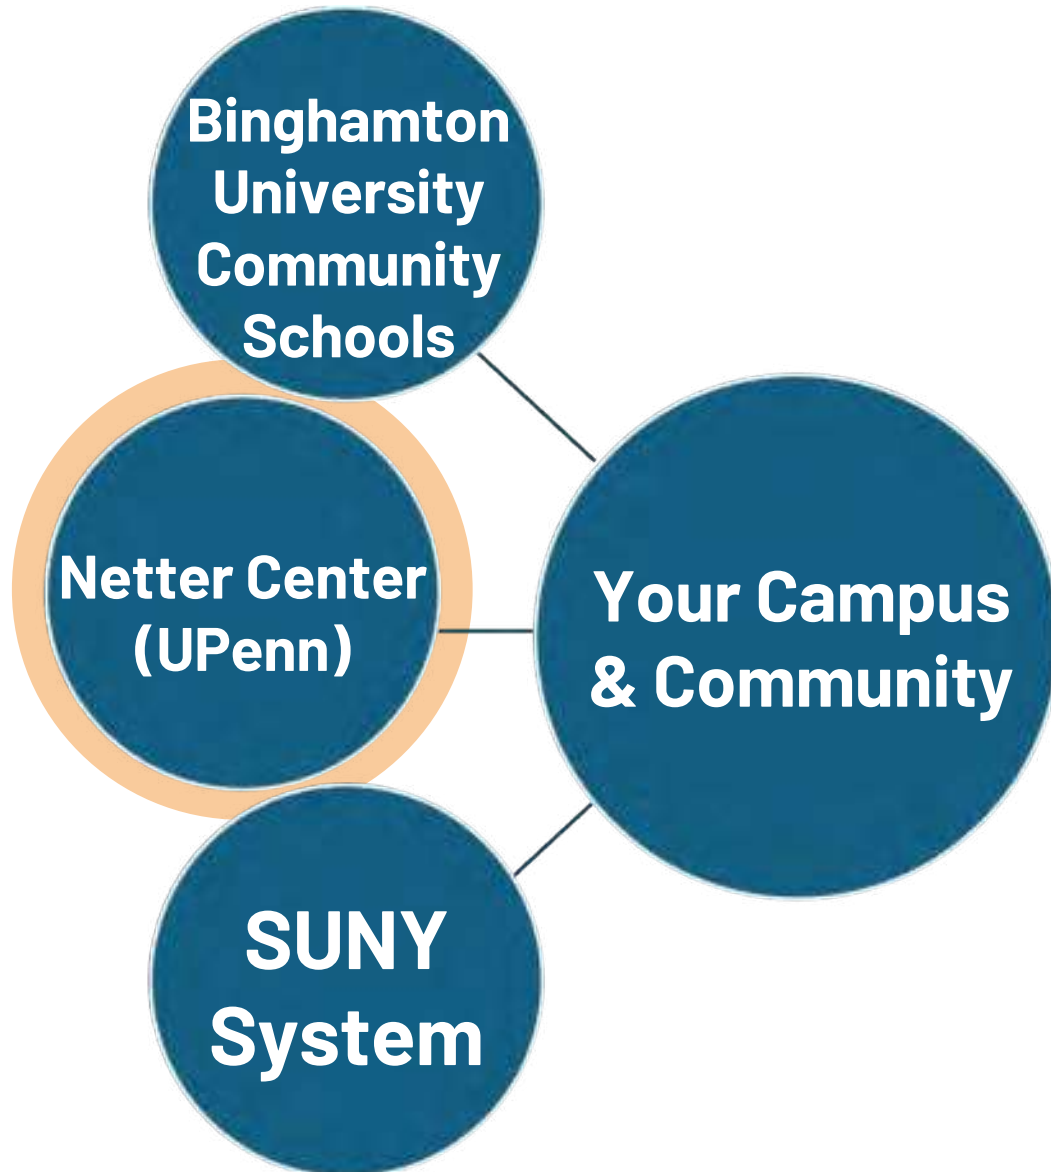 Binghamton
University
Community
Schools
Netter Center
(UPenn)
Your Campus
& Community
SUNY
System